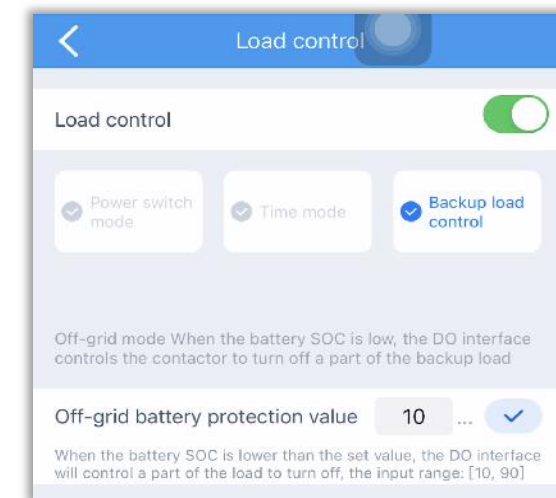 Load control
Load control
Power switch
mode
Time mode
Backup load
control
Off-grid mode When the battery SOC is low, the DO interface
controls the contactor to turn off a part of the backup load
Off-grid battery protection value 10 ...
When the battery SOC is lower than the set value, the DO interface
will control a part of the load to turn off, the input range: [10, 90]